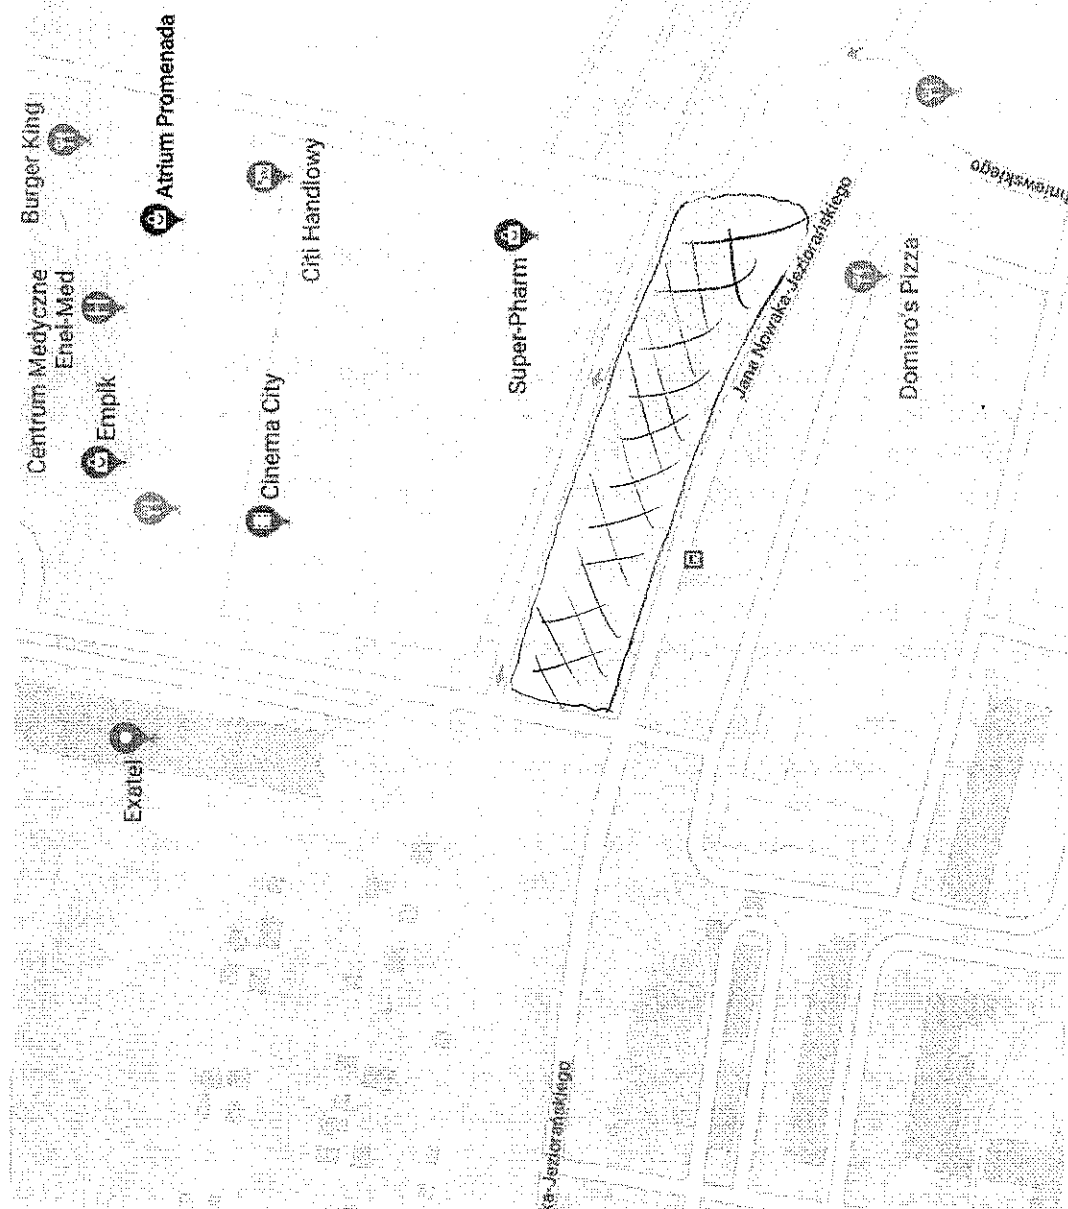 Burger King
Atrium Promenada
Centrum Medyczne
Enel-Med
Citi Handlowy
Empik
Cinema City
Super-Pharm
Exatel
Jana Nowaka-Jeziorańskiego
Domino's Pizza
niewskiego
ka-Jeziorańskiego